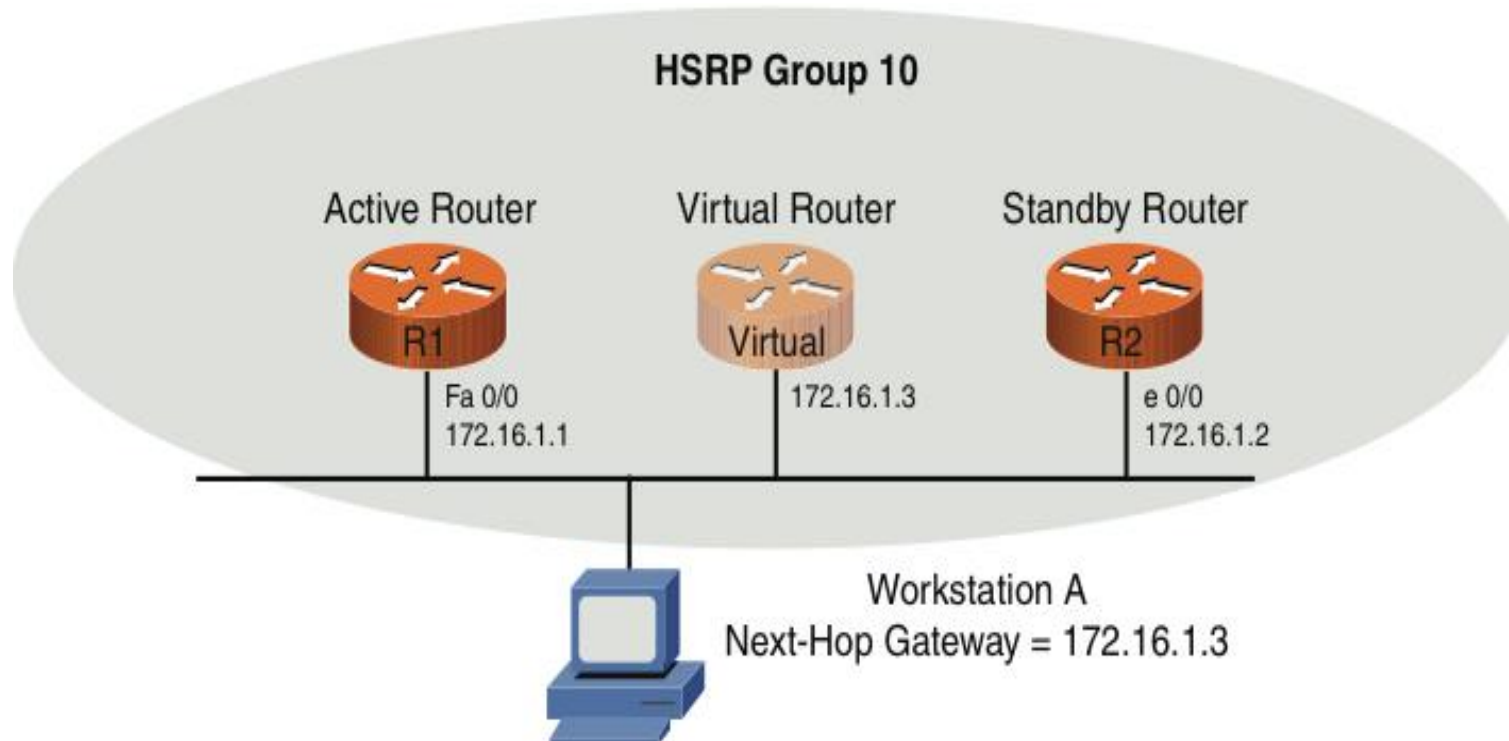 HSRP Group 10
Active Router
Virtual Router
Standby Router
R1
Virtual
R2
Fa 0/0
172.16.1.1
172.16.1.3
e 0/0
172.16.1.2
Workstation A
Next-Hop Gateway = 172.16.1.3